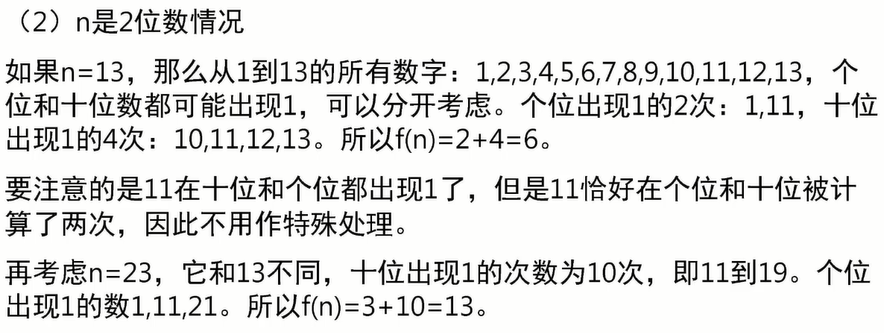 （2）n是2位数情况
如果n=13，那么从1到13的所有数字：1,2,3,4,5,6,7,8,9,10,11,12,13，个
位和十位数都可能出现1，可以分开考虑。个位出现1的2次：1,11，十位
出现1的4次：10,11,12,13。所以f(n)=2+4=6。
要注意的是11在十位和个位都出现1了，但是11恰好在个位和十位被计
算了两次，因此不用作特殊处理。
再考虑n=23，它和13不同，十位出现1的次数为10次，即11到19。个位
出现1的数1,11,21。所以f(n)=3+10=13。